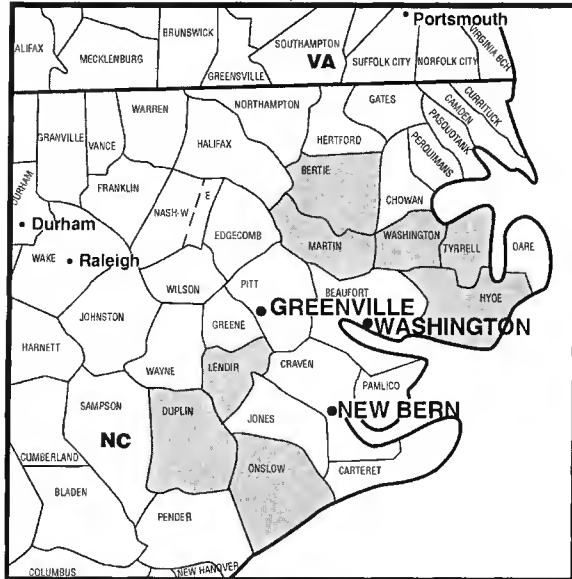 Portsmouth
BRUNSWICK
VIRGINIA BCH
SOUTHAMPTON
ALIFAX
MECKLENBURG
VA
SUFFOLK CITY
NORFOLK CITY
GREENSVILLE
GATES
CURRITUCK
CAMDEN
WARREN
NORTHAMPTON
PASQUOTANK
GRANVILLE
HERTFORD
PERQUIMANS
VANCE
HALIFAX
BERTIE
DURHAM
FRANKLIN
CHOWAN
NASH-W
E
Durham
EDGECOMB
MARTIN
WASHINGTON
TYRRELL
DARE
WAKE
Raleigh
WILSON
PITT
BEAUFORT
HYDE
GREENVILLE
JOHNSTON
GREENE
WASHINGTON
HARNETT
WAYNE
LENOIR
CRAVEN
PAMLICO
SAMPSON
DUPLIN
NEW BERN
JONES
NC
CUMBERLAND
ONSLOW
CARTERET
BLADEN
PENDER
COLUMBUS
NEW HANOVER